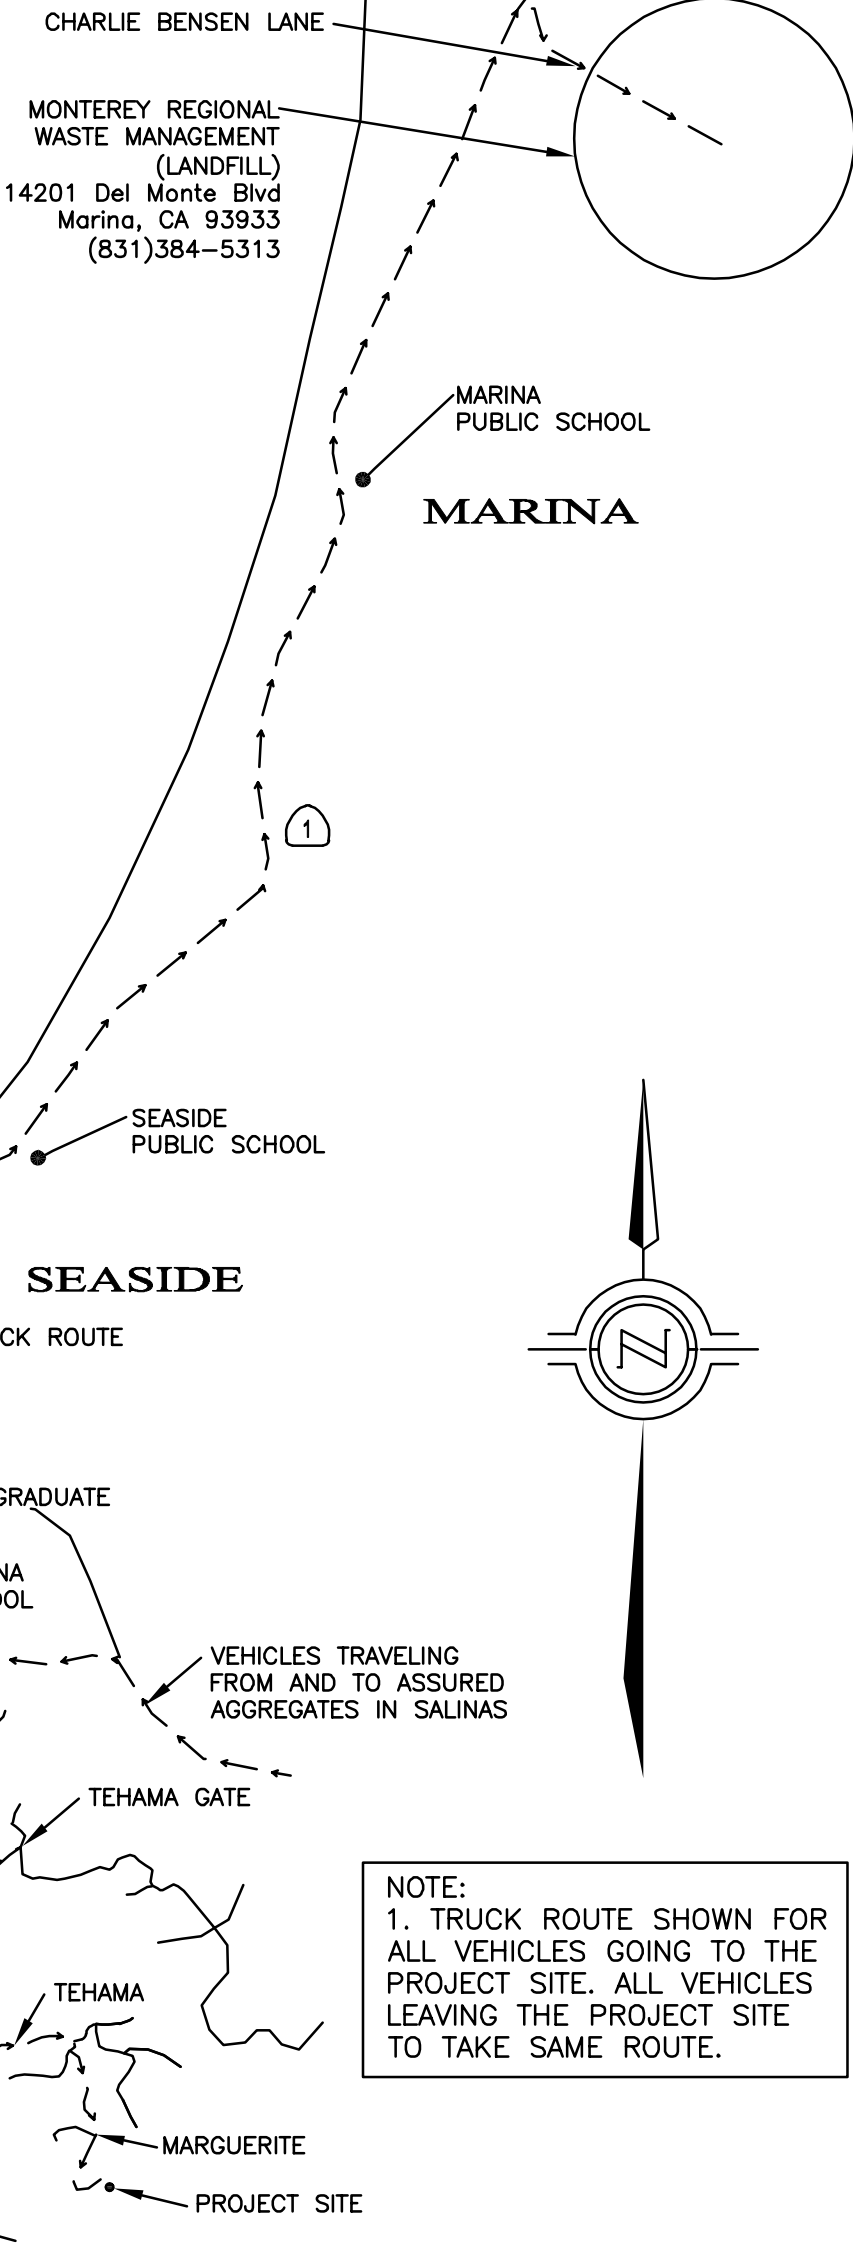 CHARLIE BENSEN LANE
MONTEREY REGIONAL
WASTE MANAGEMENT
(LANDFILL)
14201 Del Monte Blvd
Marina, CA 93933
(831)384-5313
MARINA
PUBLIC SCHOOL
MARINA
1
SEASIDE
PUBLIC SCHOOL
SEASIDE
CK ROUTE
N
GRADUATE
NA
OOL
VEHICLES TRAVELING
FROM AND TO ASSURED
AGGREGATES IN SALINAS
TEHAMA GATE
NOTE:
1. TRUCK ROUTE SHOWN FOR
ALL VEHICLES GOING TO THE
PROJECT SITE. ALL VEHICLES
LEAVING THE PROJECT SITE
TO TAKE SAME ROUTE.
TEHAMA
MARGUERITE
PROJECT SITE